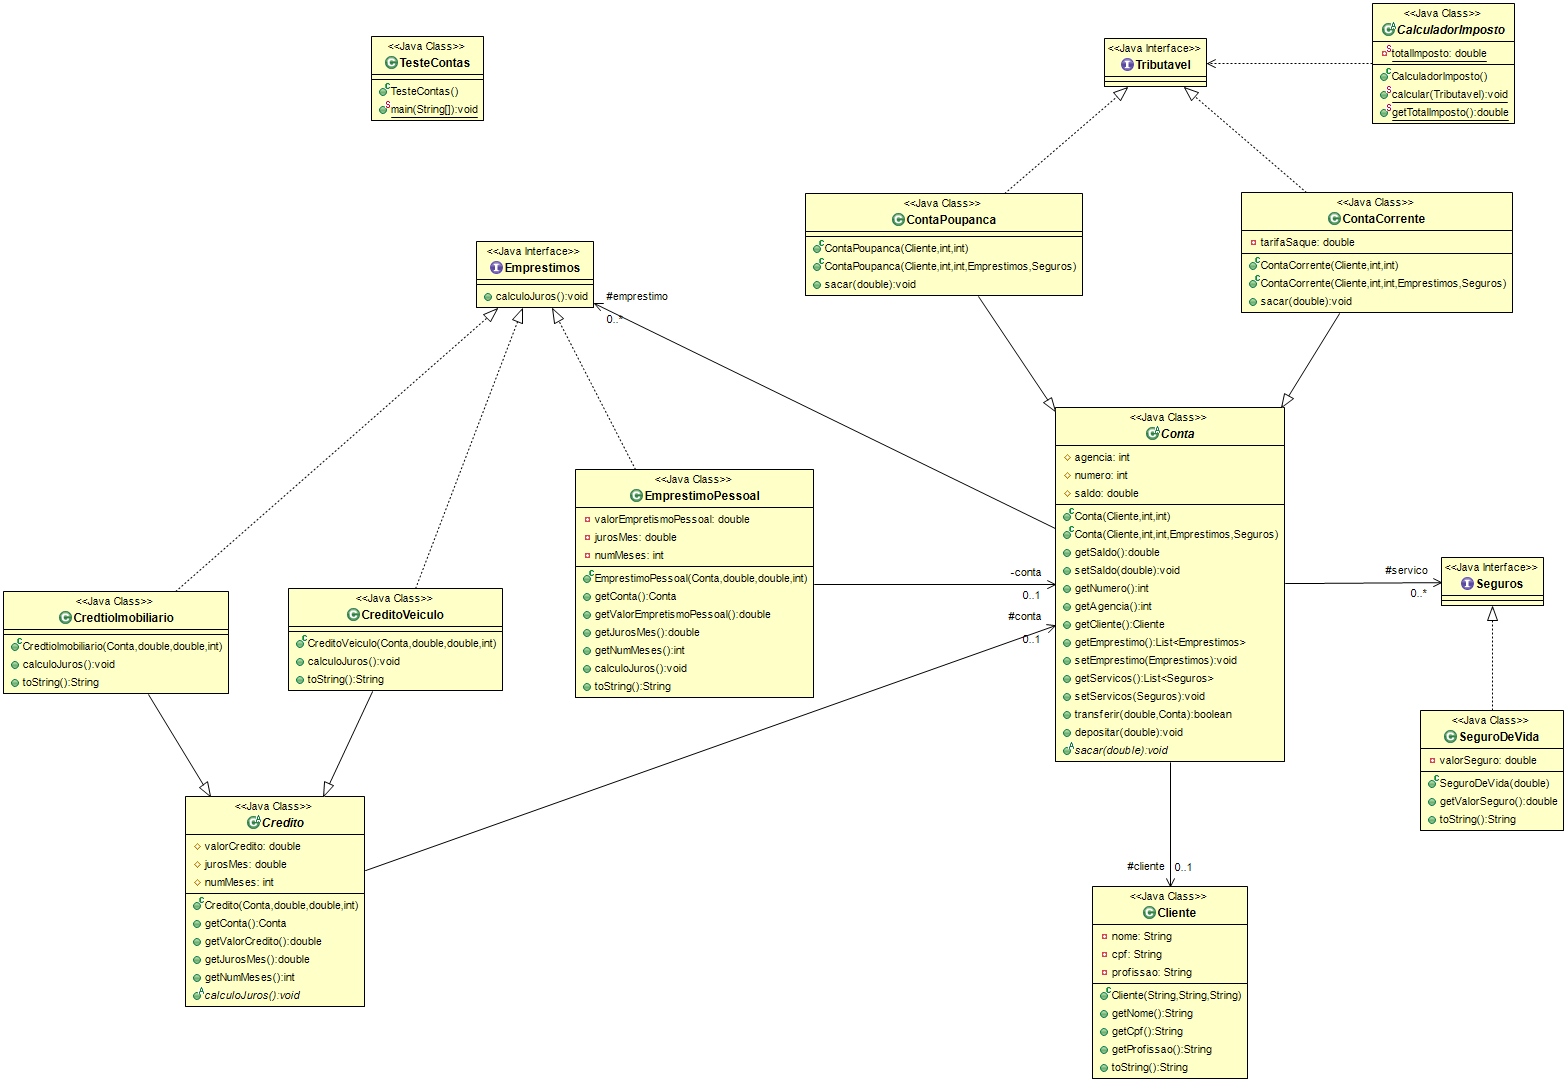 <<Java Class>>
TesteContas
TesteContas()
main(String[]):void
<<Java Interface>>
Tributavel
<<Java Class>>
CalculadorImposto
totalImposto: double
CalculadorImposto()
calcular(Tributavel):void
getTotalImposto():double
<<Java Class>>
ContaPoupanca
ContaPoupanca(Cliente,int,int)
ContaPoupanca(Cliente,int,int,Emprestimos,Seguros)
sacar(double):void
<<Java Class>>
ContaCorrente
tarifaSaque: double
ContaCorrente(Cliente,int,int)
ContaCorrente(Cliente,int,int,Emprestimos,Seguros)
sacar(double):void
<<Java Interface>>
Emprestimos
calculoJuros():void
#emprestimo
0..*
<<Java Class>>
Conta
agencia: int
numero: int
saldo: double
Conta(Cliente,int,int)
Conta(Cliente,int,int,Emprestimos,Seguros)
getSaldo():double
setSaldo(double):void
getNumero():int
getAgencia():int
getCliente():Cliente
getEmprestimo():List<Emprestimos>
setEmprestimo(Emprestimos):void
getServicos():List<Seguros>
setServicos(Seguros):void
transferir(double,Conta):boolean
depositar(double):void
sacar(double):void
<<Java Class>>
EmprestimoPessoal
valorEmpretismoPessoal: double
jurosMes: double
numMeses: int
EmprestimoPessoal(Conta,double,double,int)
getConta():Conta
getValorEmpretismoPessoal():double
getJurosMes():double
getNumMeses():int
calculoJuros():void
toString():String
-conta
0..1
#conta
0..1
#servico
0..*
<<Java Interface>>
Seguros
<<Java Class>>
CredtioImobiliario
CredtioImobiliario(Conta,double,double,int)
calculoJuros():void
toString():String
<<Java Class>>
CreditoVeiculo
CreditoVeiculo(Conta,double,double,int)
calculoJuros():void
toString():String
<<Java Class>>
SeguroDeVida
valorSeguro: double
SeguroDeVida(double)
getValorSeguro():double
toString():String
<<Java Class>>
Credito
valorCredito: double
jurosMes: double
numMeses: int
Credito(Conta,double,double,int)
getConta():Conta
getValorCredito():double
getJurosMes():double
getNumMeses():int
calculoJuros():void
#cliente
0..1
<<Java Class>>
Cliente
nome: String
cpf: String
profissao: String
Cliente(String,String,String)
getNome():String
getCpf():String
getProfissao():String
toString():String